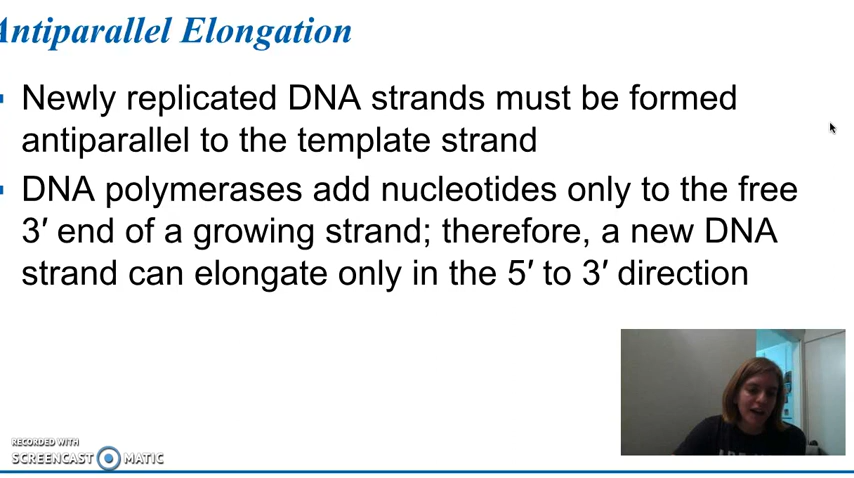 Antiparallel Elongation
Newly replicated DNA strands must be formed
antiparallel to the template strand
DNA polymerases add nucleotides only to the free
3′ end of a growing strand; therefore, a new DNA
strand can elongate only in the 5′ to 3′ direction
RECORDED WITH
SCREENCAST MATIC